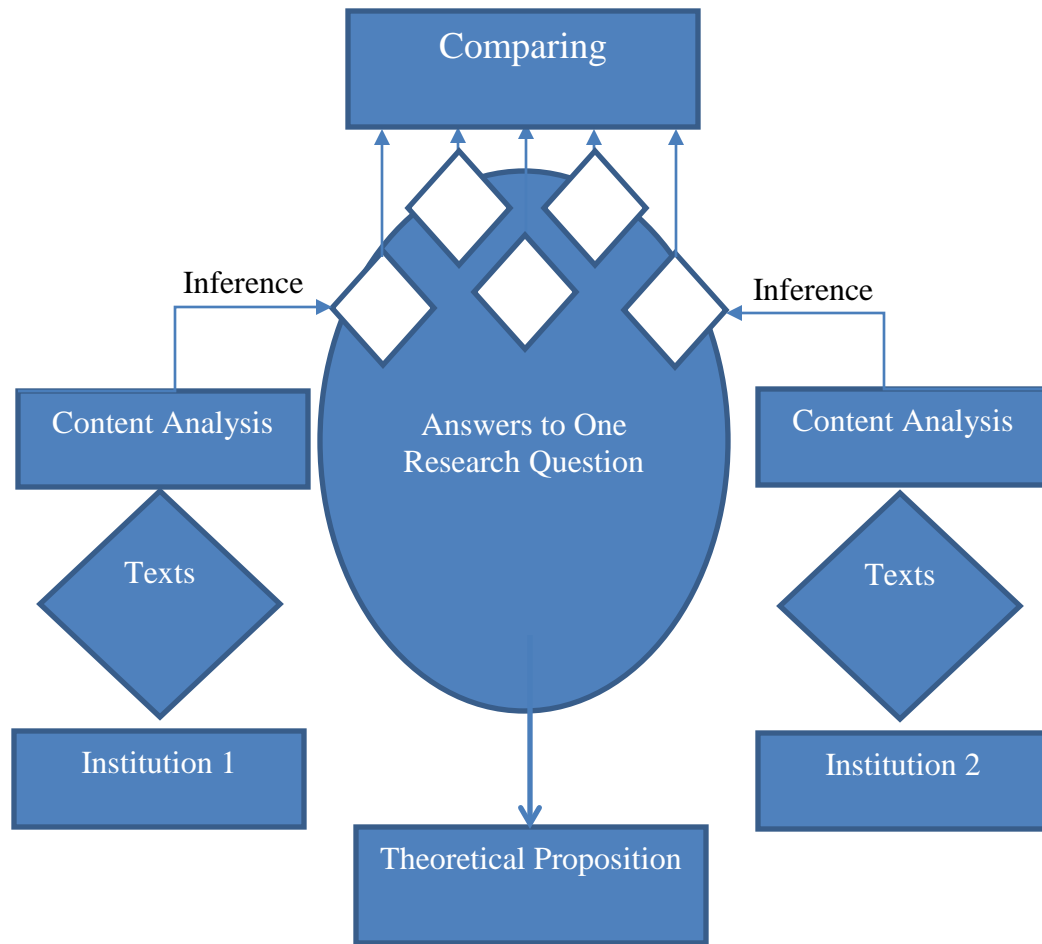 Comparing
Inference
Inference
Content Analysis
Answers to One
Research Question
Content Analysis
Texts
Texts
Institution 1
Institution 2
Theoretical Proposition